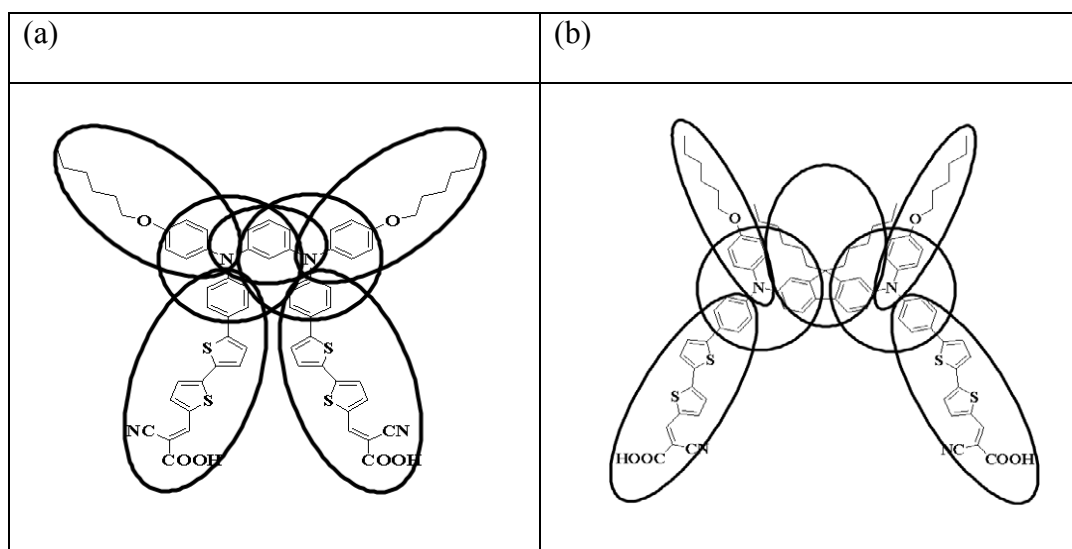 (a) (b)
O O
N N
S S
S S
NC CN
COOH COOH
O O
N N
S S
S S
HOOC CN NC COOH